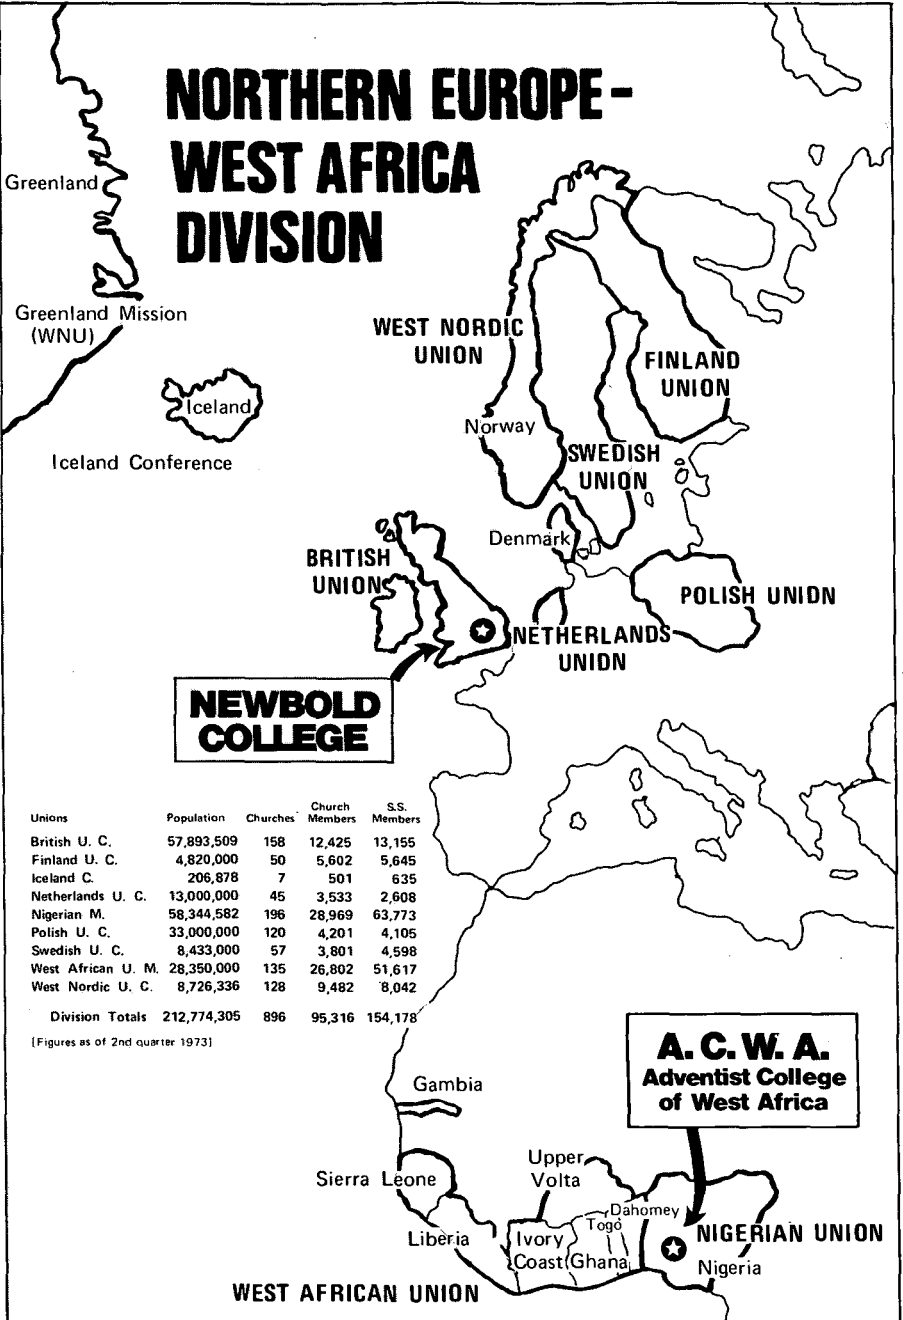 NORTHERN EUROPE-
WEST AFRICA
DIVISION
Greenland
Greenland Mission
(WNU)
Iceland
Iceland Conference
WEST NORDIC
UNION
FINLAND
UNION
Norway
SWEDISH
UNION
Denmark
BRITISH
UNION
POLISH UNION
NETHERLANDS
UNION
NEWBOLD
COLLEGE
Unions Population Churches Church Members S.S. Members
British U. C. 57,893,509 158 12,425 13,155
Finland U. C. 4,820,000 50 5,602 5,645
Iceland C. 206,878 7 501 635
Netherlands U. C. 13,000,000 45 3,533 2,608
Nigerian M. 58,344,582 196 28,969 63,773
Polish U. C. 33,000,000 120 4,201 4,105
Swedish U. C. 8,433,000 57 3,801 4,598
West African U. M. 28,350,000 135 26,802 51,617
West Nordic U. C. 8,726,336 128 9,482 8,042
Division Totals 212,774,305 896 95,316 154,178
[Figures as of 2nd quarter 1973]
A. C. W. A.
Adventist College
of West Africa
Gambia
Sierra Leone
Upper
Volta
Liberia
Ivory
Coast
Ghana
Togo
Dahomey
NIGERIAN UNION
Nigeria
WEST AFRICAN UNION